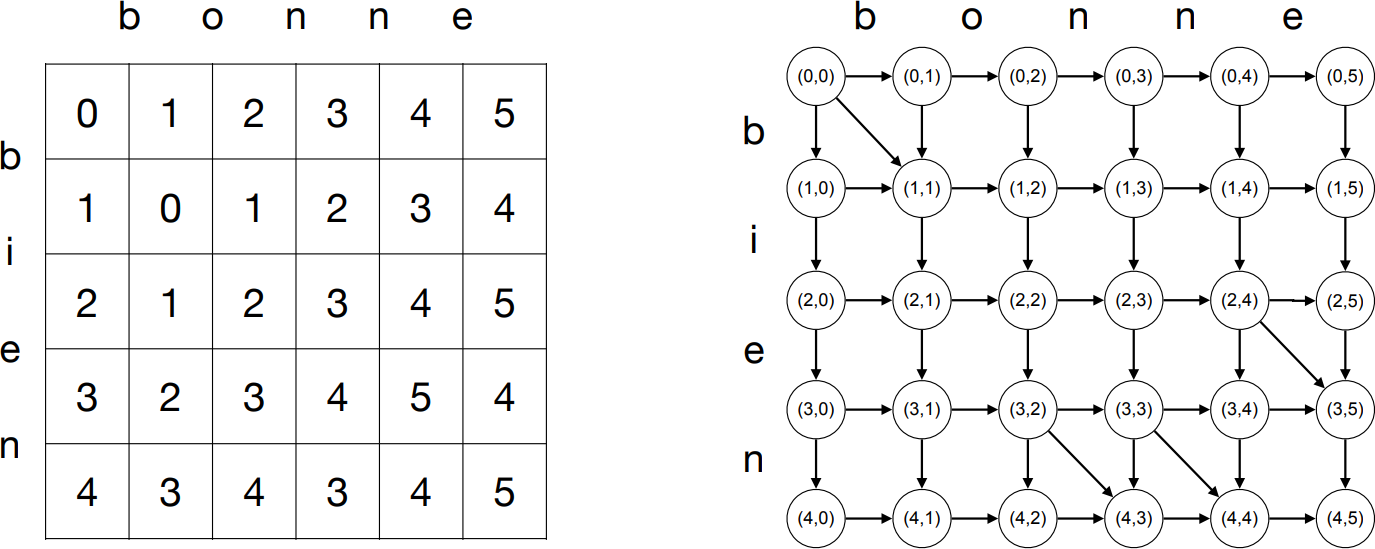 b o n n e
0 1 2 3 4 5
b
1 0 1 2 3 4
i
2 1 2 3 4 5
e
3 2 3 4 5 4
n
4 3 4 3 4 5
b o n n e
(0,0) (0,1) (0,2) (0,3) (0,4) (0,5)
b
(1,0) (1,1) (1,2) (1,3) (1,4) (1,5)
i
(2,0) (2,1) (2,2) (2,3) (2,4) (2,5)
e
(3,0) (3,1) (3,2) (3,3) (3,4) (3,5)
n
(4,0) (4,1) (4,2) (4,3) (4,4) (4,5)